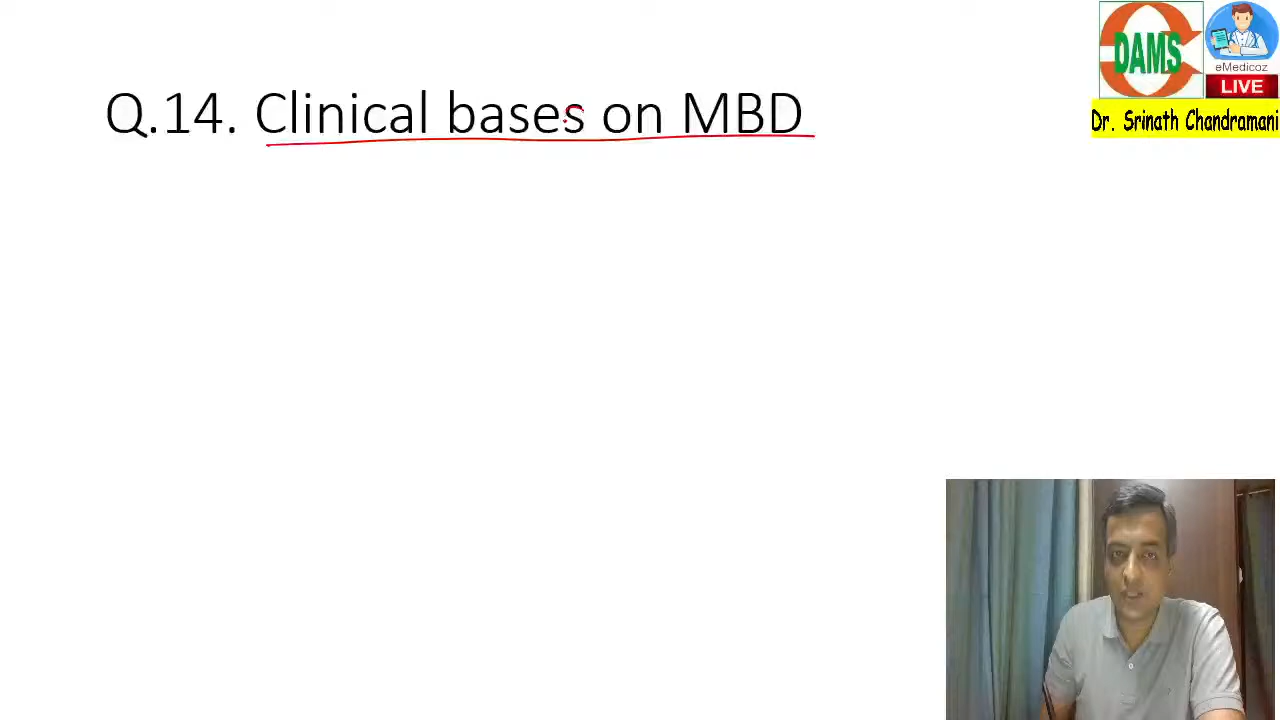 DAMS
eMedicoz
LIVE
Dr. Srinath Chandramani
Q.14. Clinical bases on MBD